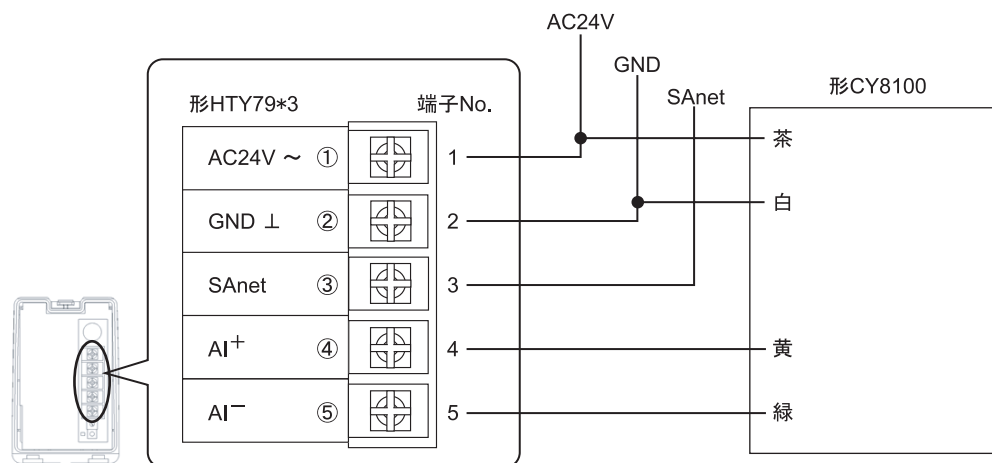 AC24V
GND
SAnet
形CY8100
形HTY79*3
端子No.
AC24V ~ ① 1
茶
GND ⊥ ② 2
白
SAnet ③ 3
AI+ ④ 4
黄
AI− ⑤ 5
緑